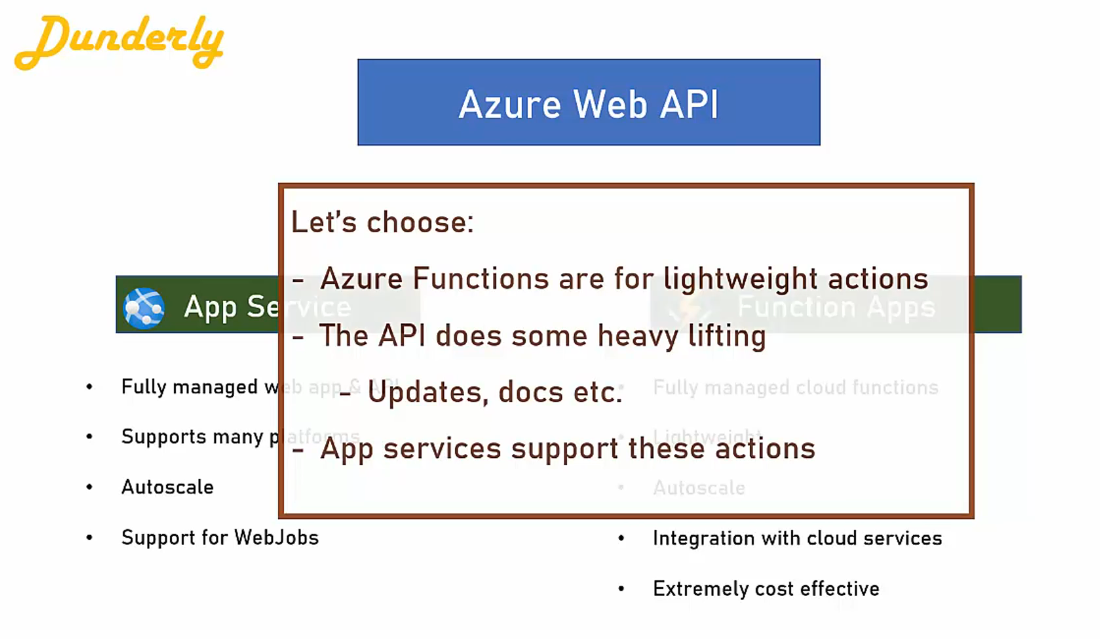 Dunderly
Azure Web API
Let's choose:
- Azure Functions are for lightweight actions
- The API does some heavy lifting
- Updates, docs etc.
- App services support these actions
App Service
• Fully managed web app & API
• Supports many platforms
• Autoscale
• Support for WebJobs
Function Apps
• Fully managed cloud functions
• Lightweight
• Autoscale
• Integration with cloud services
• Extremely cost effective